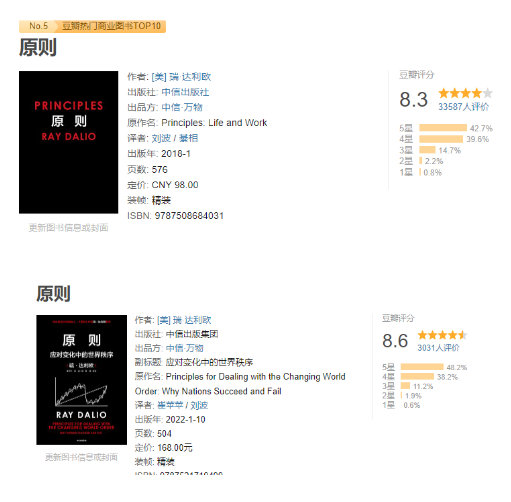 No.5 豆瓣热门商业图书TOP10
原则
PRINCIPLES
原 则
RAY DALIO
更新图书信息或封面
作者: [美] 瑞·达利欧
出版社: 中信出版社
出品方: 中信·万物
原作名: Principles: Life and Work
译者: 刘波 / 綦相
出版年: 2018-1
页数: 576
定价: CNY 98.00
装帧: 精装
ISBN: 9787508684031
豆瓣评分
8.3
33587人评价
5星 42.7%
4星 39.6%
3星 14.7%
2星 2.2%
1星 0.8%
原则
原 则
应对变化中的世界秩序
瑞·达利欧
RAY DALIO
PRINCIPLES FOR DEALING WITH
THE CHANGING WORLD ORDER
更新图书信息或封面
作者: [美] 瑞·达利欧
出版社: 中信出版集团
出品方: 中信·万物
副标题: 应对变化中的世界秩序
原作名: Principles for Dealing with the Changing World
Order: Why Nations Succeed and Fail
译者: 崔苹苹 / 刘波
出版年: 2022-1-10
页数: 504
定价: 168.00元
装帧: 精装
豆瓣评分
8.6
3031人评价
5星 48.2%
4星 38.2%
3星 11.2%
2星 1.9%
1星 0.6%